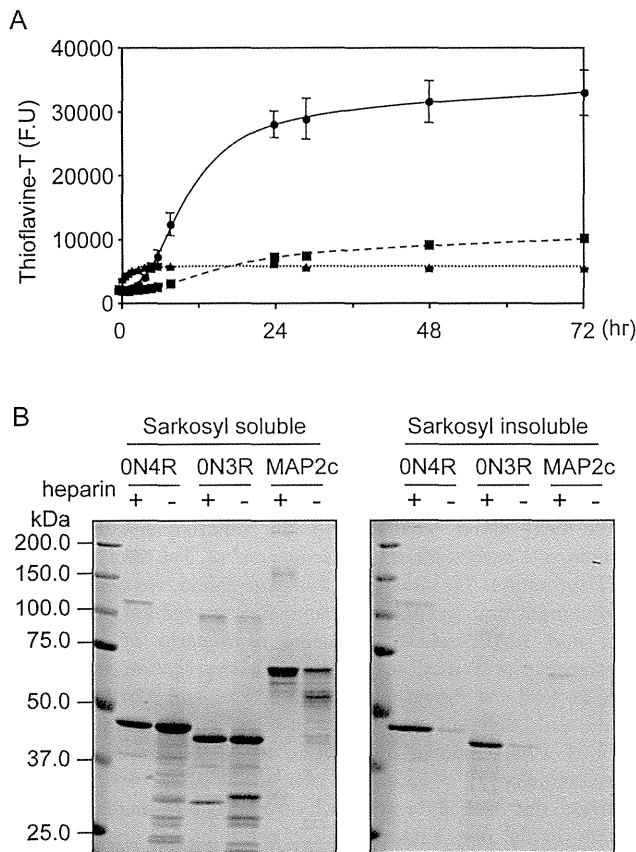 A
Thioflavine-T (F.U)
40000
30000
20000
10000
0
0 24 48 72 (hr)
B
Sarkosyl soluble Sarkosyl insoluble
0N4R 0N3R MAP2c 0N4R 0N3R MAP2c
heparin + - + - + - + - + - + -
kDa
200.0
150.0
100.0
75.0
50.0
37.0
25.0